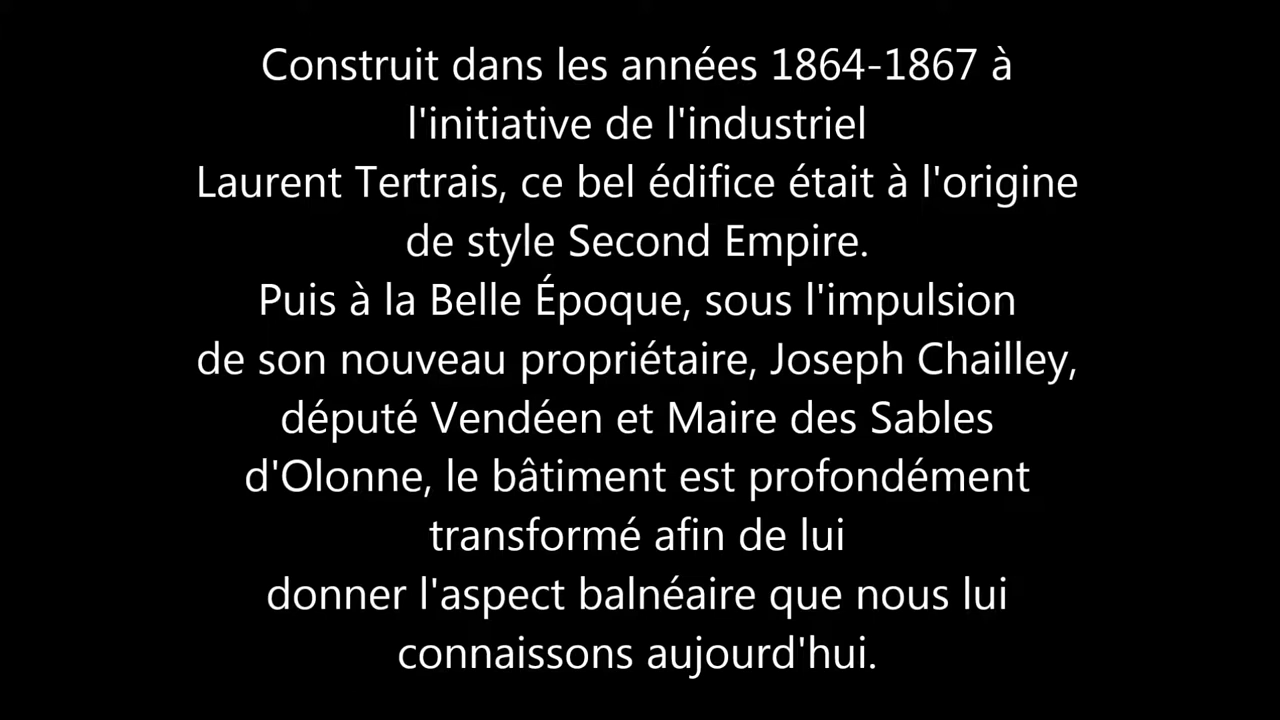 Construit dans les années 1864-1867 à
l'initiative de l'industriel
Laurent Tertrais, ce bel édifice était à l'origine
de style Second Empire.
Puis à la Belle Époque, sous l'impulsion
de son nouveau propriétaire, Joseph Chailley,
député Vendéen et Maire des Sables
d'Olonne, le bâtiment est profondément
transformé afin de lui
donner l'aspect balnéaire que nous lui
connaissons aujourd'hui.